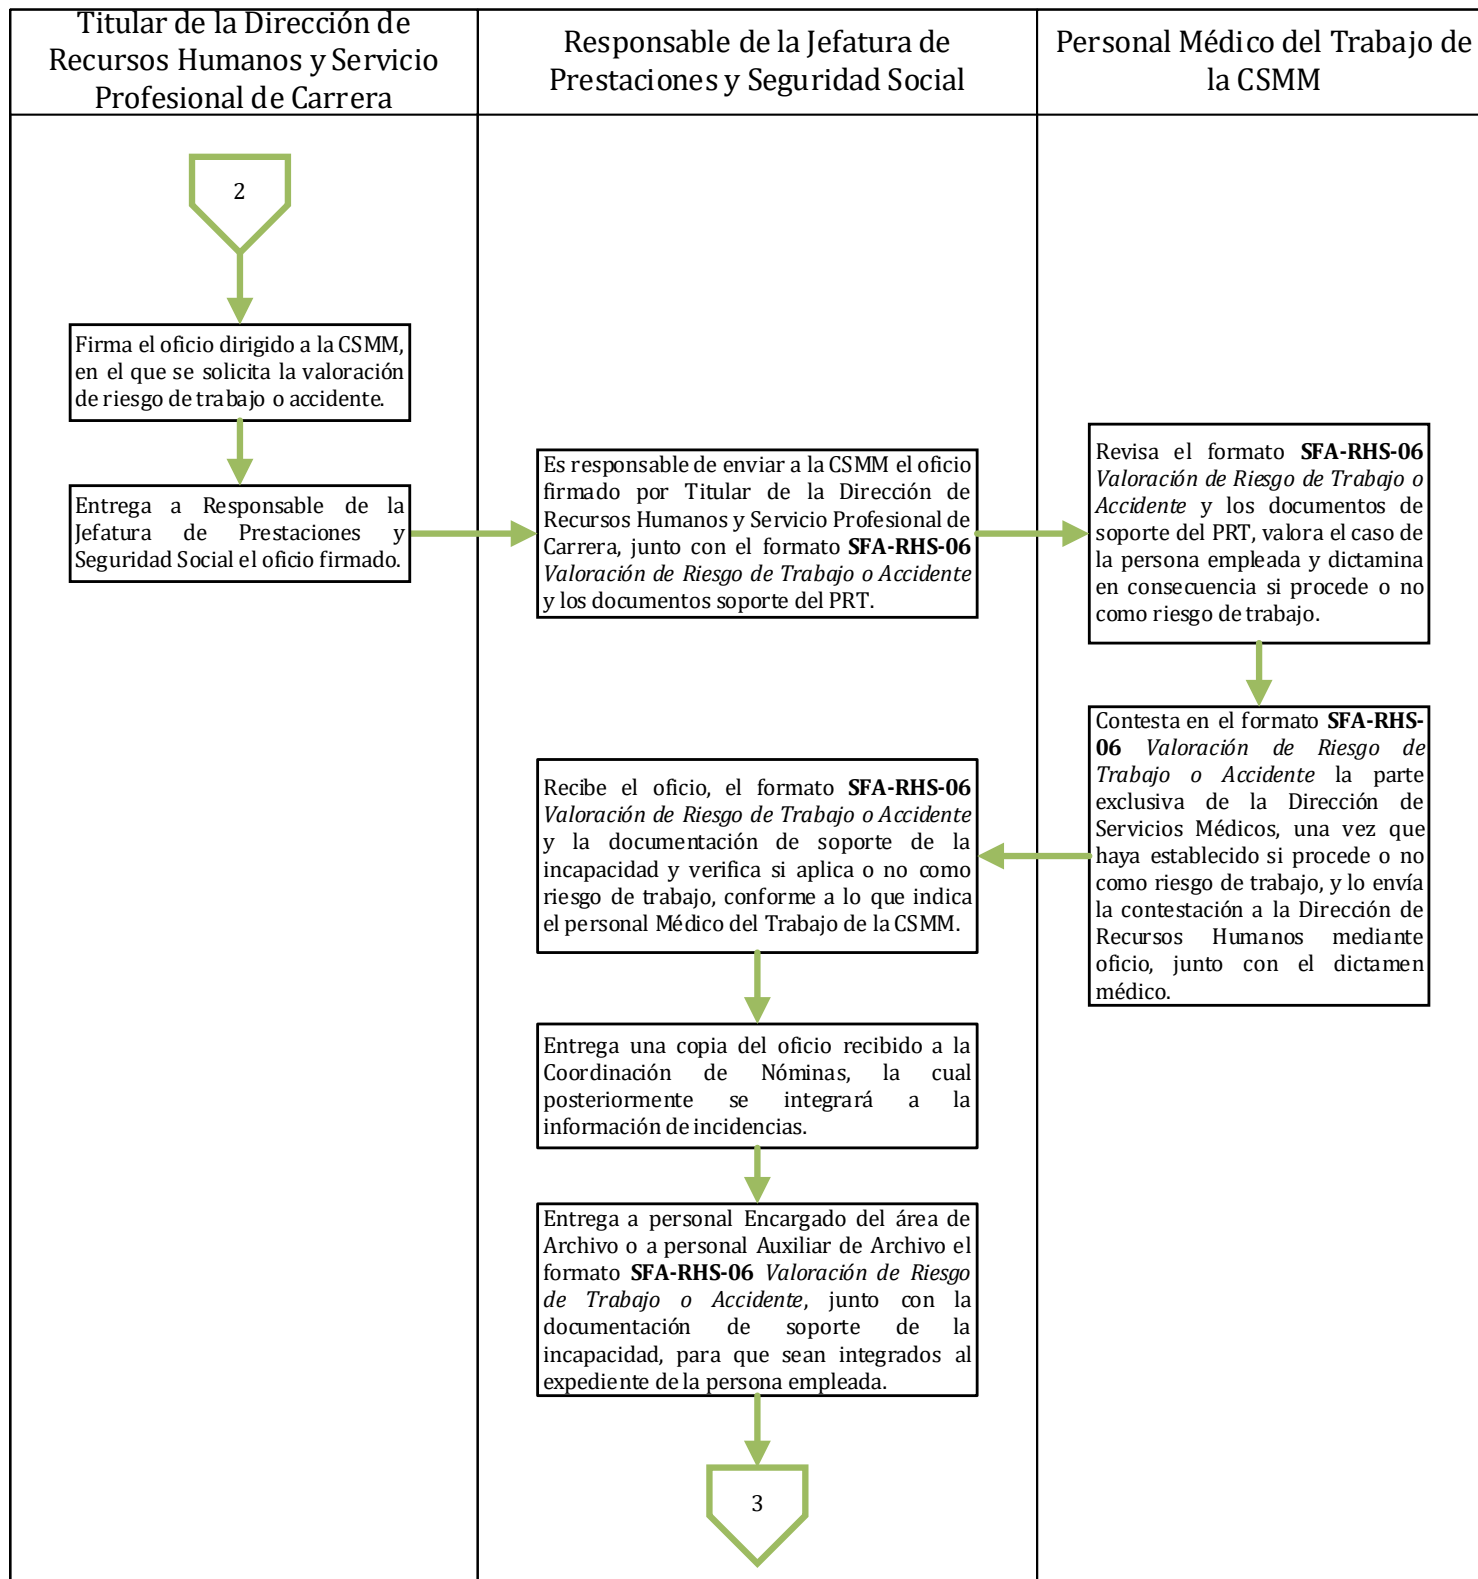 Titular de la Dirección de
Recursos Humanos y Servicio
Profesional de Carrera
Responsable de la Jefatura de
Prestaciones y Seguridad Social
Personal Médico del Trabajo de
la CSMM
2
Firma el oficio dirigido a la CSMM,
en el que se solicita la valoración
de riesgo de trabajo o accidente.
Entrega a Responsable de la
Jefatura de Prestaciones y
Seguridad Social el oficio firmado.
Es responsable de enviar a la CSMM el oficio
firmado por Titular de la Dirección de
Recursos Humanos y Servicio Profesional de
Carrera, junto con el formato SFA-RHS-06
Valoración de Riesgo de Trabajo o Accidente
y los documentos soporte del PRT.
Revisa el formato SFA-RHS-06
Valoración de Riesgo de Trabajo o
Accidente y los documentos de
soporte del PRT, valora el caso de
la persona empleada y dictamina
en consecuencia si procede o no
como riesgo de trabajo.
Contesta en el formato SFA-RHS-
06 Valoración de Riesgo de
Trabajo o Accidente la parte
exclusiva de la Dirección de
Servicios Médicos, una vez que
haya establecido si procede o no
como riesgo de trabajo, y lo envía
la contestación a la Dirección de
Recursos Humanos mediante
oficio, junto con el dictamen
médico.
Recibe el oficio, el formato SFA-RHS-06
Valoración de Riesgo de Trabajo o Accidente
y la documentación de soporte de la
incapacidad y verifica si aplica o no como
riesgo de trabajo, conforme a lo que indica
el personal Médico del Trabajo de la CSMM.
Entrega una copia del oficio recibido a la
Coordinación de Nóminas, la cual
posteriormente se integrará a la
información de incidencias.
Entrega a personal Encargado del área de
Archivo o a personal Auxiliar de Archivo el
formato SFA-RHS-06 Valoración de Riesgo
de Trabajo o Accidente, junto con la
documentación de soporte de la
incapacidad, para que sean integrados al
expediente de la persona empleada.
3